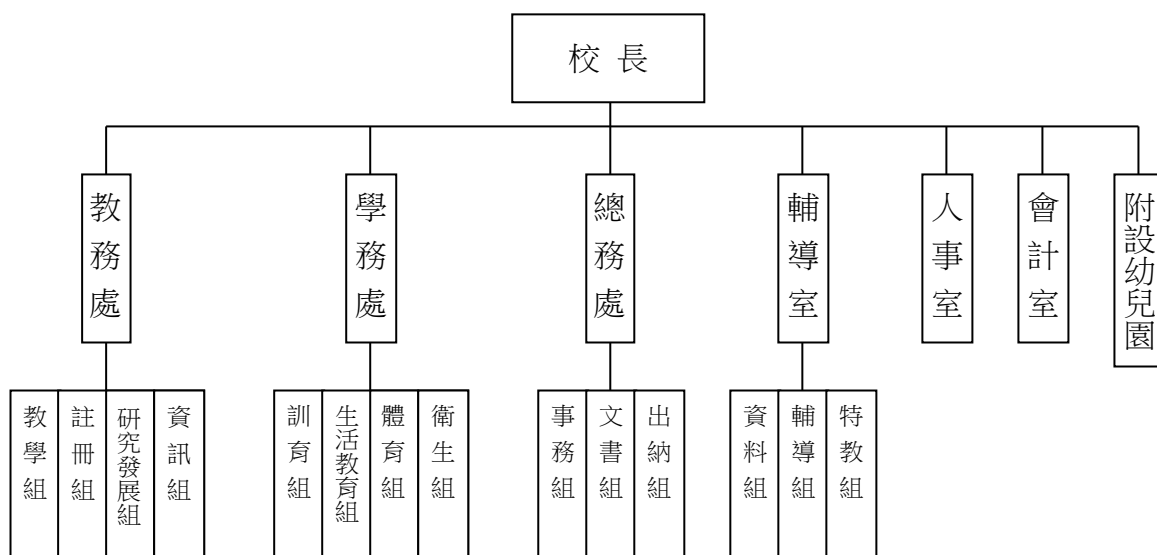 校長
教務處
學務處
總務處
輔導室
人事室
會計室
附設幼兒園
教學組
註冊組
研究發展組
資訊組
訓育組
生活教育組
體育組
衛生組
事務組
文書組
出納組
資料組
輔導組
特教組